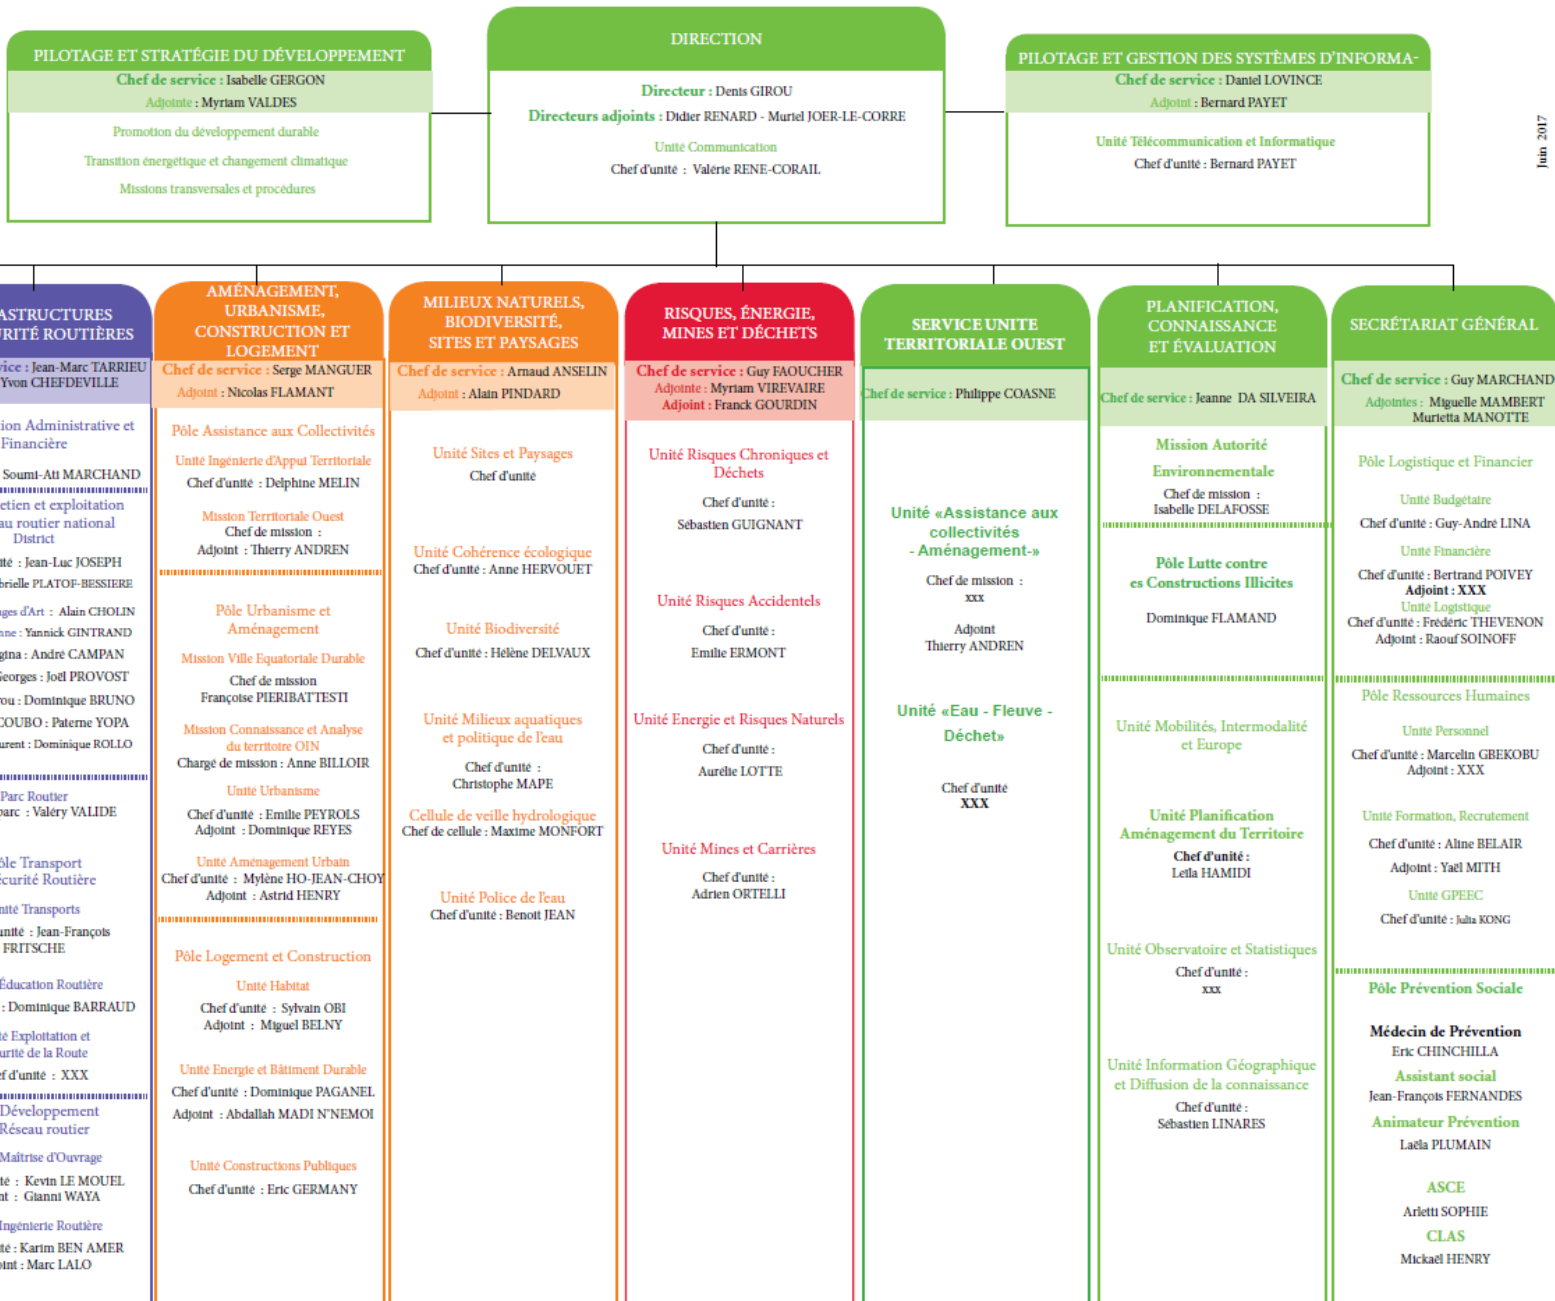 PILOTAGE ET STRATÉGIE DU DÉVELOPPEMENT
Chef de service : Isabelle GERGON
Adjointe : Myriam VALDES
Promotion du développement durable
Transition énergétique et changement climatique
Missions transversales et procédures
DIRECTION
Directeur : Denis GIROU
Directeurs adjoints : Didier RENARD - Muriel JOER-LE-CORRE
Unité Communication
Chef d'unité : Valérie RENE-CORAIL
PILOTAGE ET GESTION DES SYSTÈMES D'INFORMA-
Chef de service : Daniel LOVINCE
Adjoint : Bernard PAYET
Unité Télécommunication et Informatique
Chef d'unité : Bernard PAYET
Juin 2017
ASTRUCTURES
URITÉ ROUTIÈRES
vice : Jean-Marc TARRIEU
Yvon CHEFDEVILLE
ion Administrative et
Financière
Soumi-Ati MARCHAND
etien et exploitation
au routier national
District
ité : Jean-Luc JOSEPH
brielle PLATOF-BESSIERE
ges d'Art : Alain CHOLIN
nne : Yannick GINTRAND
gina : André CAMPAN
Georges : Joël PROVOST
rou : Dominique BRUNO
COUBO : Paterne YOPA
urent : Dominique ROLLO
Parc Routier
parc : Valéry VALIDE
ôle Transport
écurité Routière
nité Transports
unité : Jean-François
FRITSCHE
Éducation Routière
: Dominique BARRAUD
té Exploitation et
urité de la Route
ef d'unité : XXX
Développement
Réseau routier
Maîtrise d'Ouvrage
té : Kevin LE MOUEL
nt : Gianni WAYA
Ingénierie Routière
ité : Karim BEN AMER
oint : Marc LALO
AMÉNAGEMENT,
URBANISME,
CONSTRUCTION ET
LOGEMENT
Chef de service : Serge MANGUER
Adjoint : Nicolas FLAMANT
Pôle Assistance aux Collectivités
Unité Ingénierie d'Appui Territoriale
Chef d'unité : Delphine MELIN
Mission Territoriale Ouest
Chef de mission :
Adjoint : Thierry ANDREN
Pôle Urbanisme et
Aménagement
Mission Ville Equatoriale Durable
Chef de mission
Françoise PIERIBATTESTI
Mission Connaissance et Analyse
du territoire OIN
Chargé de mission : Anne BILLOIR
Unité Urbanisme
Chef d'unité : Emilie PEYROLS
Adjoint : Dominique REYES
Unité Aménagement Urbain
Chef d'unité : Mylène HO-JEAN-CHOY
Adjoint : Astrid HENRY
Pôle Logement et Construction
Unité Habitat
Chef d'unité : Sylvain OBI
Adjoint : Miguel BELNY
Unité Energie et Bâtiment Durable
Chef d'unité : Dominique PAGANEL
Adjoint : Abdallah MADI N'NEMOI
Unité Constructions Publiques
Chef d'unité : Eric GERMANY
MILIEUX NATURELS,
BIODIVERSITÉ,
SITES ET PAYSAGES
Chef de service : Arnaud ANSELIN
Adjoint : Alain PINDARD
Unité Sites et Paysages
Chef d'unité
Unité Cohérence écologique
Chef d'unité : Anne HERVOUET
Unité Biodiversité
Chef d'unité : Hélène DELVAUX
Unité Milieux aquatiques
et politique de l'eau
Chef d'unité :
Christophe MAPE
Cellule de veille hydrologique
Chef de cellule : Maxime MONFORT
Unité Police de l'eau
Chef d'unité : Benoit JEAN
RISQUES, ÉNERGIE,
MINES ET DÉCHETS
Chef de service : Guy FAOUCHER
Adjointe : Myriam VIREVAIRE
Adjoint : Franck GOURDIN
Unité Risques Chroniques et
Déchets
Chef d'unité :
Sébastien GUIGNANT
Unité Risques Accidentels
Chef d'unité :
Emilie ERMONT
Unité Energie et Risques Naturels
Chef d'unité :
Aurélie LOTTE
Unité Mines et Carrières
Chef d'unité :
Adrien ORTELLI
SERVICE UNITE
TERRITORIALE OUEST
Chef de service : Philippe COASNE
Unité «Assistance aux
collectivités
- Aménagement-»
Chef de mission :
xxx
Adjoint
Thierry ANDREN
Unité «Eau - Fleuve -
Déchet»
Chef d'unité
XXX
PLANIFICATION,
CONNAISSANCE
ET ÉVALUATION
Chef de service : Jeanne DA SILVEIRA
Mission Autorité
Environnementale
Chef de mission :
Isabelle DELAFOSSE
Pôle Lutte contre
es Constructions Illicites
Dominique FLAMAND
Unité Mobilités, Intermodalité
et Europe
Unité Planification
Aménagement du Territoire
Chef d'unité :
Leïla HAMIDI
Unité Observatoire et Statistiques
Chef d'unité :
xxx
Unité Information Géographique
et Diffusion de la connaissance
Chef d'unité :
Sébastien LINARES
SECRÉTARIAT GÉNÉRAL
Chef de service : Guy MARCHAND
Adjointes : Miguelle MAMBERT
Murietta MANOTTE
Pôle Logistique et Financier
Unité Budgétaire
Chef d'unité : Guy-André LINA
Unité Financière
Chef d'unité : Bertrand POIVEY
Adjoint : XXX
Unité Logistique
Chef d'unité : Frédéric THEVENON
Adjoint : Raouf SOINOFF
Pôle Ressources Humaines
Unité Personnel
Chef d'unité : Marcelin GBEKOBU
Adjoint : XXX
Unité Formation, Recrutement
Chef d'unité : Aline BELAIR
Adjoint : Yaël MITH
Unité GPEEC
Chef d'unité : Julia KONG
Pôle Prévention Sociale
Médecin de Prévention
Eric CHINCHILLA
Assistant social
Jean-François FERNANDES
Animateur Prévention
Laëla PLUMAIN
ASCE
Arletti SOPHIE
CLAS
Mickaël HENRY